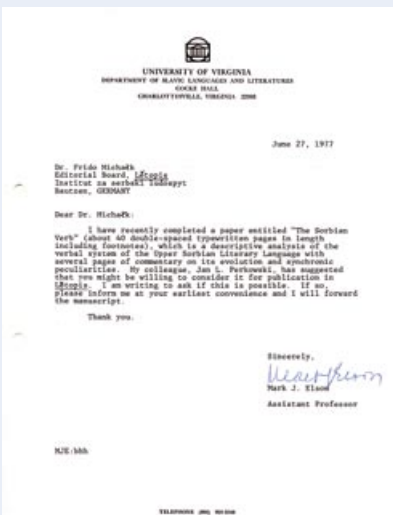 UNIVERSITY OF VIRGINIA
DEPARTMENT OF SLAVIC LANGUAGES AND LITERATURES
COCKE HALL
CHARLOTTESVILLE, VIRGINIA 22903
June 27, 1977
Dr. Frido Michałk
Editorial Board, Lětopis
Institut za serbski ludospyt
Bautzen, GERMANY
Dear Dr. Michałk:
I have recently completed a paper entitled "The Sorbian
Verb" (about 40 double-spaced typewritten pages in length
including footnotes), which is a descriptive analysis of the
verbal system of the Upper Sorbian Literary Language with
several pages of commentary on its evolution and synchronic
peculiarities. My colleague, Jan L. Perkowski, has suggested
that you might be willing to consider it for publication in
Lětopis. I am writing to ask if this is possible. If so,
please inform me at your earliest convenience and I will forward
the manuscript.
Thank you.
Sincerely,
Mark J. Elson
Assistant Professor
MJE:bhh
TELEPHONE